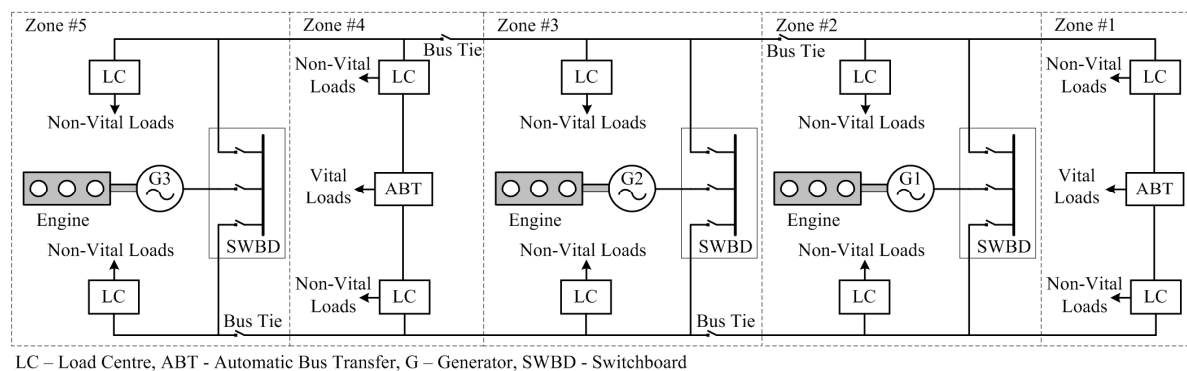 Zone #5
Zone #4
Zone #3
Zone #2
Zone #1
Bus Tie
Bus Tie
LC
Non-Vital Loads
Non-Vital
Loads
LC
LC
Non-Vital Loads
LC
Non-Vital Loads
Non-Vital
Loads
LC
G3
Engine
SWBD
Vital
Loads
ABT
G2
Engine
SWBD
G1
Engine
SWBD
Vital
Loads
ABT
Non-Vital Loads
LC
Non-Vital
Loads
LC
Non-Vital Loads
LC
Non-Vital Loads
LC
Non-Vital
Loads
LC
Bus Tie
Bus Tie
LC – Load Centre, ABT - Automatic Bus Transfer, G – Generator, SWBD - Switchboard